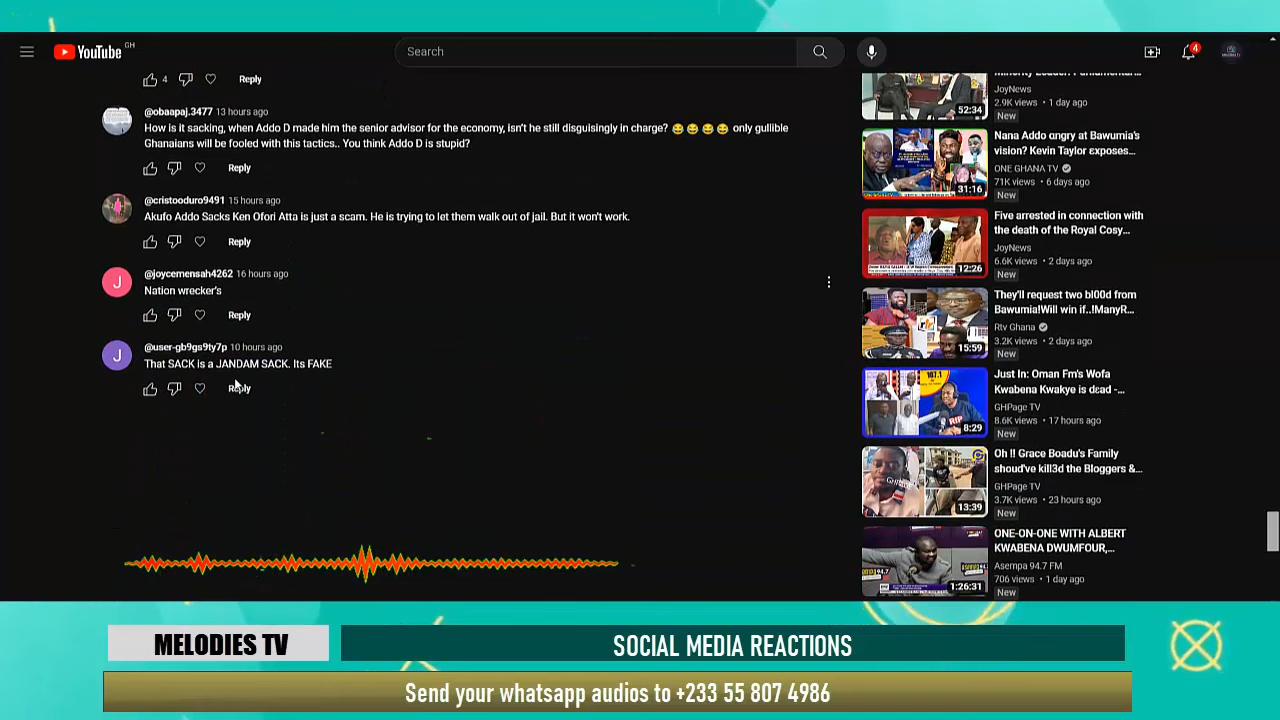 YouTube GH
Search
4
4 Reply
@obaapaj.3477 13 hours ago
How is it sacking, when Addo D made him the senior advisor for the economy, isn't he still disguisingly in charge? 😂 😂 😂 😂 only gullible
Ghanaians will be fooled with this tactics.. You think Addo D is stupid?
Reply
@cristooduro9491 15 hours ago
Akufo Addo Sacks Ken Ofori Atta is just a scam. He is trying to let them walk out of jail. But it won't work.
Reply
J
@joycemensah4262 16 hours ago
Nation wrecker's
Reply
J
@user-gb9gs9ty7p 10 hours ago
That SACK is a JANDAM SACK. Its FAKE
Reply
52:34
JoyNews
2.9K views • 1 day ago
New
31:16
Nana Addo angry at Bawumia's
vision? Kevin Taylor exposes...
ONE GHANA TV
71K views • 6 days ago
New
12:26
Five arrested in connection with
the death of the Royal Cosy...
JoyNews
6.6K views • 2 days ago
New
15:59
They'll request two bl00d from
Bawumia!Will win if..!ManyR...
Rtv Ghana
3.2K views • 2 days ago
107.1
RIP
8:29
Just In: Oman Fm's Wofa
Kwabena Kwakye is dɛad -...
GHPage TV
8.6K views • 17 hours ago
New
13:39
Oh !! Grace Boadu's Family
shoud've kill3d the Bloggers &...
GHPage TV
3.7K views • 23 hours ago
New
asempa
94.7
1:26:31
ONE-ON-ONE WITH ALBERT
KWABENA DWUMFOUR,...
Asempa 94.7 FM
706 views • 1 day ago
New
MELODIES TV
SOCIAL MEDIA REACTIONS
Send your whatsapp audios to +233 55 807 4986